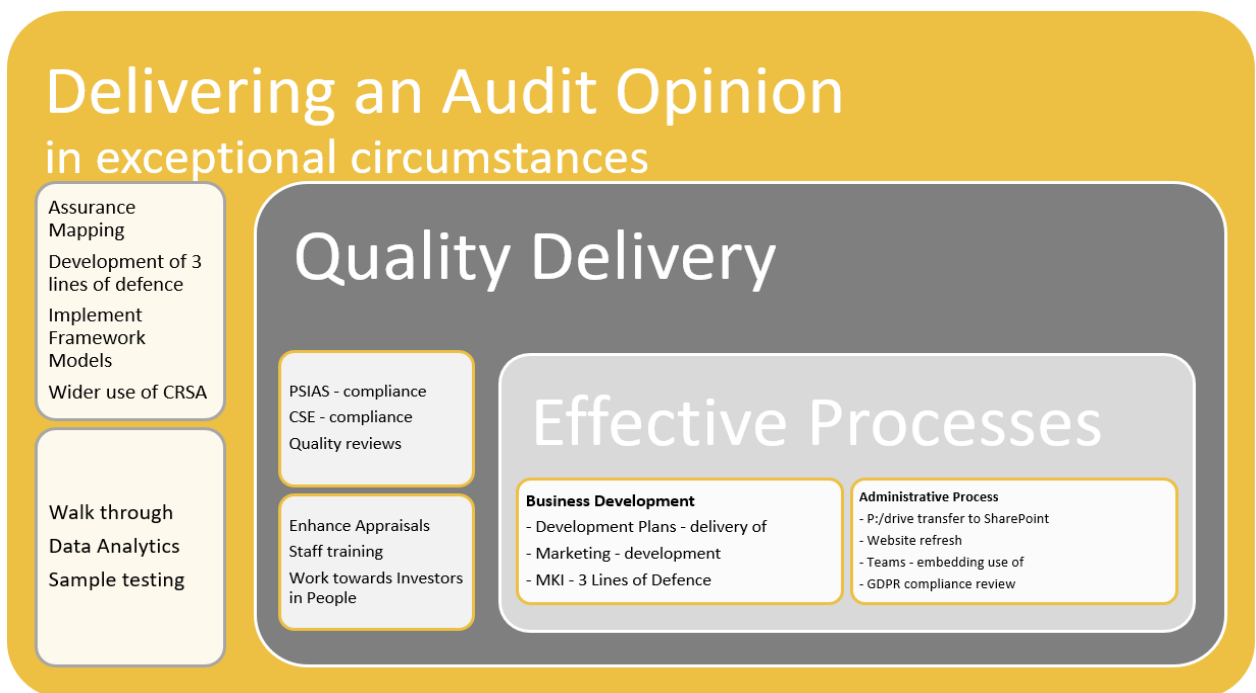 Delivering an Audit Opinion
in exceptional circumstances
Assurance
Mapping
Development of 3
lines of defence
Implement
Framework
Models
Wider use of CRSA
Walk through
Data Analytics
Sample testing
Quality Delivery
PSIAS - compliance
CSE - compliance
Quality reviews
Enhance Appraisals
Staff training
Work towards Investors
in People
Effective Processes
Business Development
- Development Plans - delivery of
- Marketing - development
- MKI - 3 Lines of Defence
Administrative Process
- P:/drive transfer to SharePoint
- Website refresh
- Teams - embedding use of
- GDPR compliance review